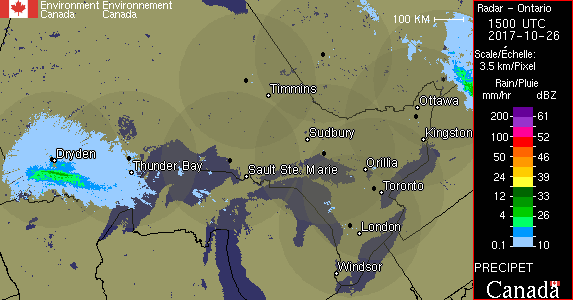 Environment Environnement
Canada Canada
100 KM
Timmins
Ottawa
Sudbury
Kingston
Dryden
Thunder Bay
Sault Ste. Marie
Orillia
Toronto
London
Windsor
Radar - Ontario
1500 UTC
2017-10-26
Scale/Échelle:
3.5 km/Pixel
Rain/Pluie
mm/hr dBZ
200 61
100 52
50 46
24 39
12 33
4 26
0.1 10
PRECIPET
Canada